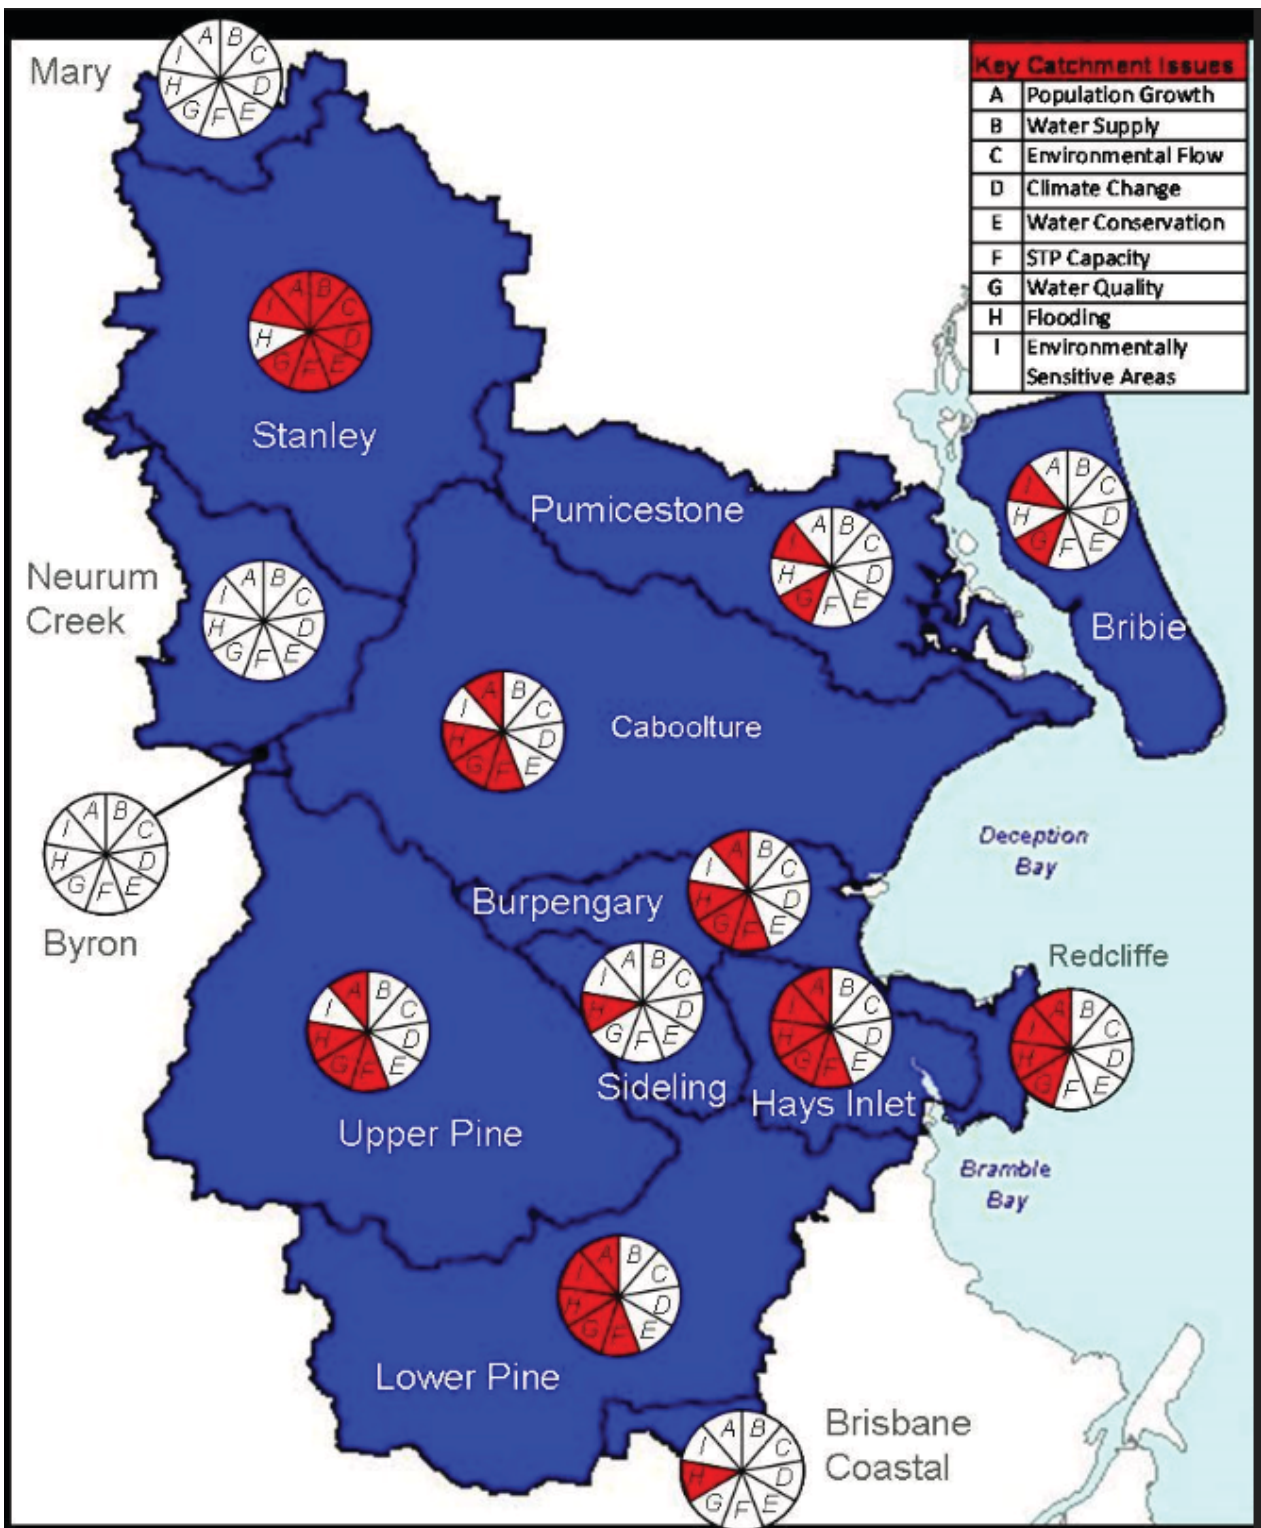 Key Catchment Issues
A Population Growth
B Water Supply
C Environmental Flow
D Climate Change
E Water Conservation
F STP Capacity
G Water Quality
H Flooding
I Environmentally
Sensitive Areas
Mary
A B C D E F G H I
A B C D E F G H I
Stanley
Pumicestone
A B C D E F G H I
A B C D E F G H I
Bribie
Neurum
Creek
A B C D E F G H I
A B C D E F G H I
Caboolture
A B C D E F G H I
Byron
Deception
Bay
Burpengary
A B C D E F G H I
Redcliffe
A B C D E F G H I
A B C D E F G H I
Sideling
A B C D E F G H I
Hays Inlet
A B C D E F G H I
Upper Pine
Bramble
Bay
A B C D E F G H I
Lower Pine
A B C D E F G H I
Brisbane
Coastal